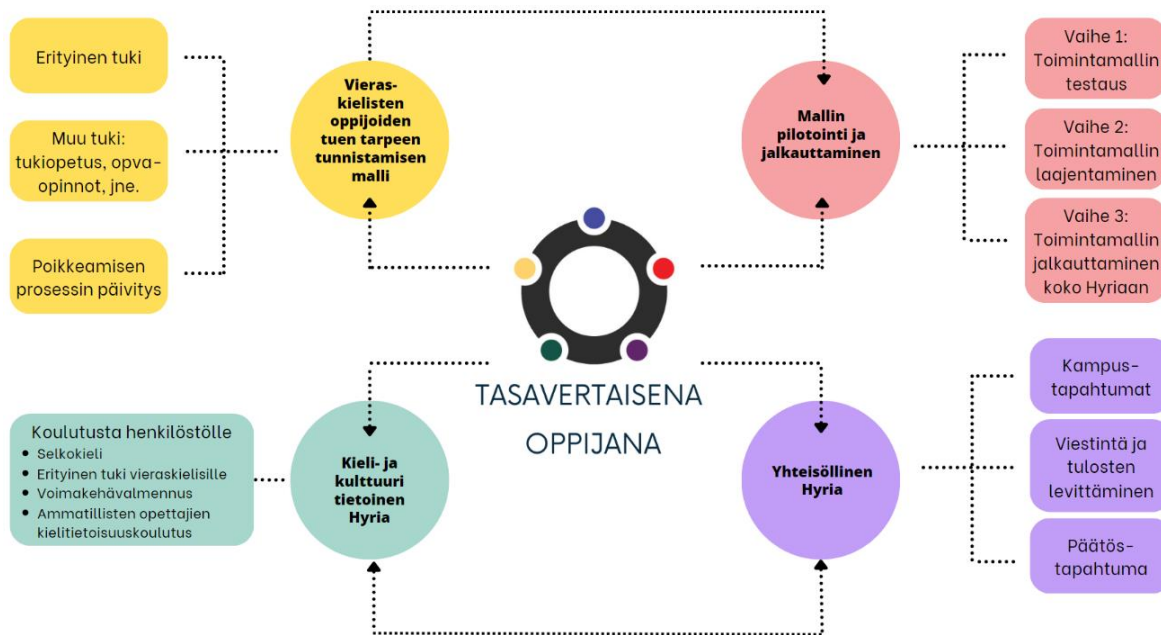 Erityinen tuki
Muu tuki:
tukiopetus, opva-
opinnot, jne.
Poikkeamisen
prosessin päivitys
Vieras-
kielisten
oppijoiden
tuen tarpeen
tunnistamisen
malli
Mallin
pilotointi ja
jalkauttaminen
Vaihe 1:
Toimintamallin
testaus
Vaihe 2:
Toimintamallin
laajentaminen
Vaihe 3:
Toimintamallin
jalkauttaminen
koko Hyriaan
TASAVERTAISENA
OPPIJANA
Koulutusta henkilöstölle
Selkokieli
Erityinen tuki vieraskielisille
Voimakehävalmennus
Ammatillisten opettajien
kielitietoisuuskoulutus
Kieli- ja
kulttuuri
tietoinen
Hyria
Yhteisöllinen
Hyria
Kampus-
tapahtumat
Viestintä ja
tulosten
levittäminen
Päätös-
tapahtuma